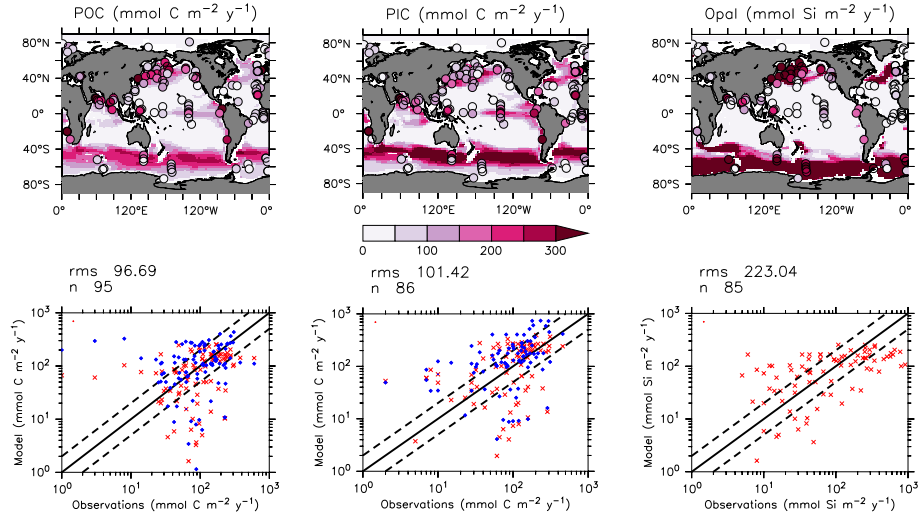 POC (mmol C m⁻² y⁻¹)
PIC (mmol C m⁻² y⁻¹)
Opal (mmol Si m⁻² y⁻¹)
80°N
40°N
0°
40°S
80°S
0° 120°E 120°W 0°
80°N
40°N
0°
40°S
80°S
0° 120°E 120°W 0°
80°N
40°N
0°
40°S
80°S
0° 120°E 120°W 0°
0 100 200 300
rms 96.69
n 95
rms 101.42
n 86
rms 223.04
n 85
Model (mmol C m⁻² y⁻¹)
10³
10²
10¹
10⁰
10⁰ 10¹ 10² 10³
Observations (mmol C m⁻² y⁻¹)
Model (mmol C m⁻² y⁻¹)
10³
10²
10¹
10⁰
10⁰ 10¹ 10² 10³
Observations (mmol C m⁻² y⁻¹)
Model (mmol Si m⁻² y⁻¹)
10³
10²
10¹
10⁰
10⁰ 10¹ 10² 10³
Observations (mmol Si m⁻² y⁻¹)